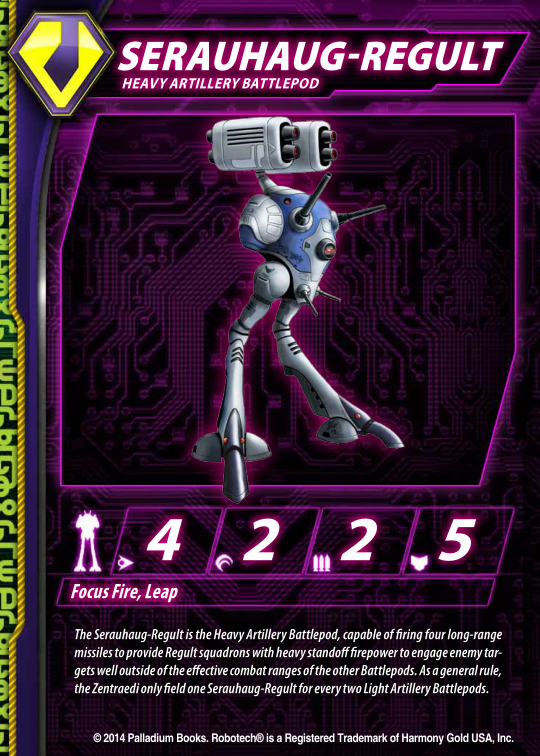 SERAUHAUG-REGULT
HEAVY ARTILLERY BATTLEPOD
4 2 2 5
Focus Fire, Leap
The Serauhaug-Regult is the Heavy Artillery Battlepod, capable of firing four long-range
missiles to provide Regult squadrons with heavy standoff firepower to engage enemy tar-
gets well outside of the effective combat ranges of the other Battlepods. As a general rule,
the Zentraedi only field one Serauhaug-Regult for every two Light Artillery Battlepods.
© 2014 Palladium Books. Robotech® is a Registered Trademark of Harmony Gold USA, Inc.